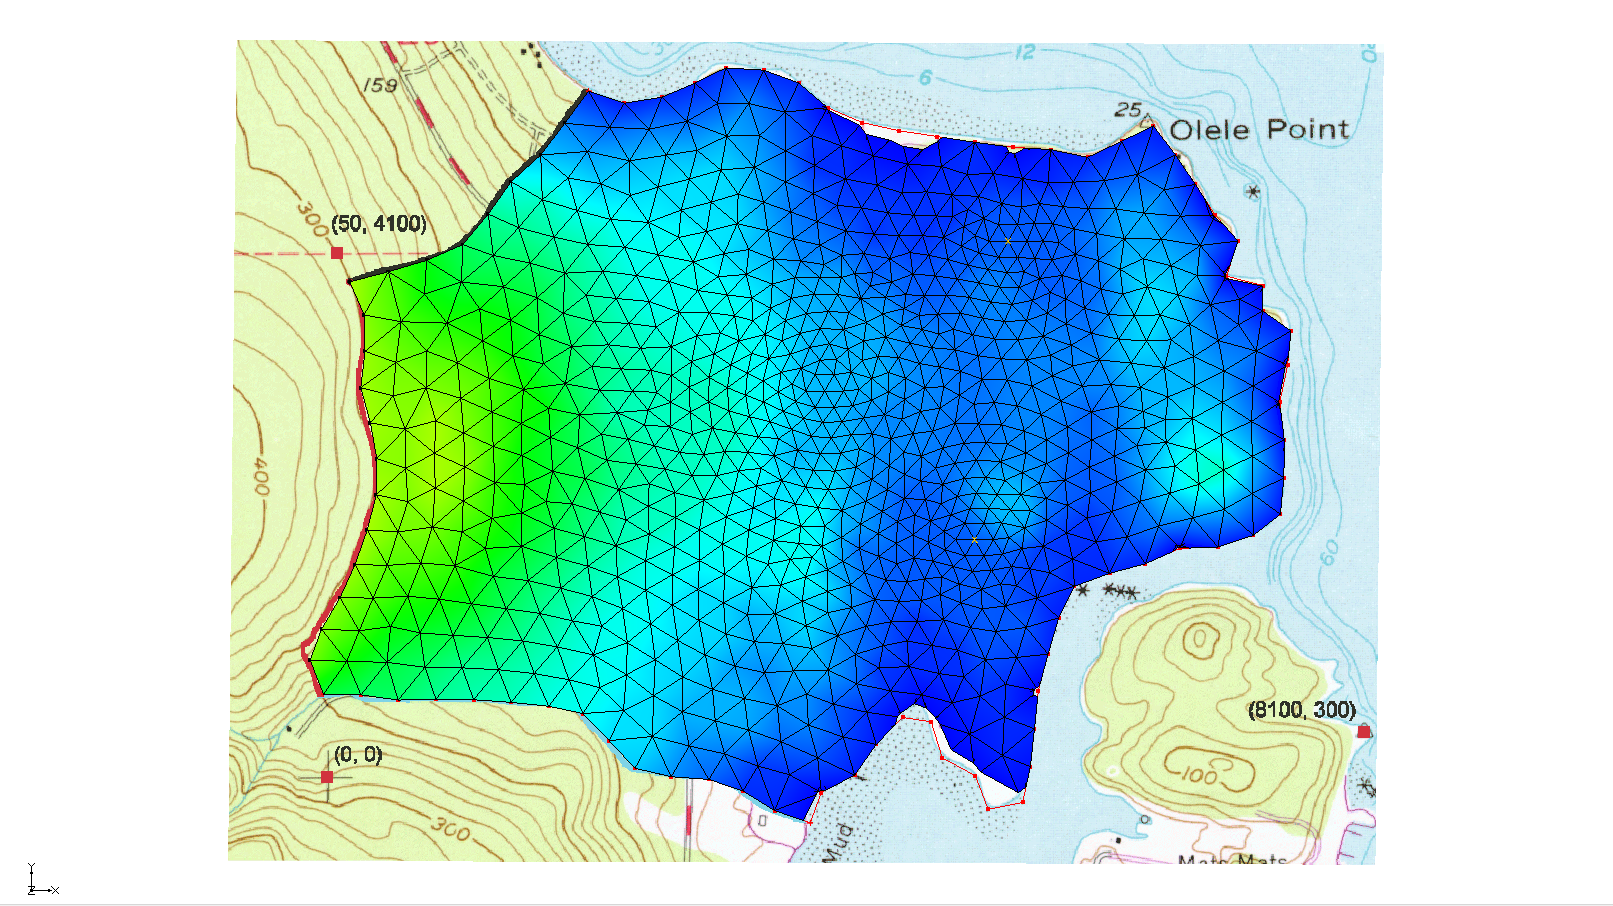 12
6
159
25
Olele Point
300
(50, 4100)
400
60
(8100, 300)
(0, 0)
100
300
Mud
Mats Mats
Y
Z X